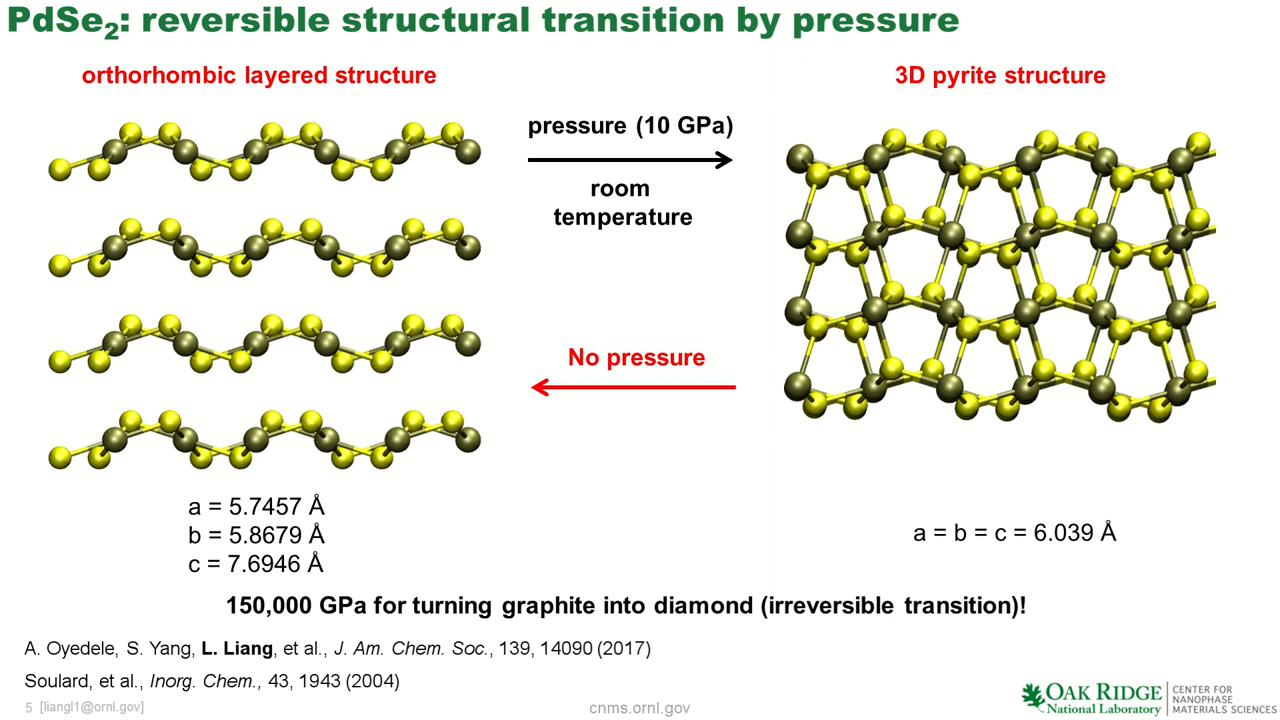 PdSe₂: reversible structural transition by pressure
orthorhombic layered structure
3D pyrite structure
pressure (10 GPa)
room
temperature
No pressure
a = 5.7457 Å
b = 5.8679 Å
c = 7.6946 Å
a = b = c = 6.039 Å
150,000 GPa for turning graphite into diamond (irreversible transition)!
A. Oyedele, S. Yang, L. Liang, et al., J. Am. Chem. Soc., 139, 14090 (2017)
Soulard, et al., Inorg. Chem., 43, 1943 (2004)
5 [liangl1@ornl.gov]
cnms.ornl.gov
OAK RIDGE
National Laboratory
CENTER FOR
NANOPHASE
MATERIALS SCIENCES